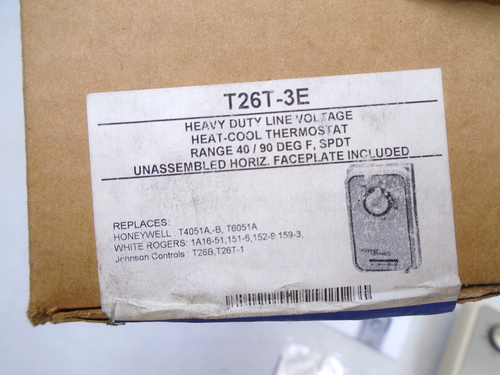 T26T-3E
HEAVY DUTY LINE VOLTAGE
HEAT-COOL THERMOSTAT
RANGE 40 / 90 DEG F, SPDT
UNASSEMBLED HORIZ. FACEPLATE INCLUDED
REPLACES:
HONEYWELL : T4051A,-B, T6051A
WHITE ROGERS: 1A16-51,151-6,152-9 159-3,
Johnson Controls : T26B,T26T-1